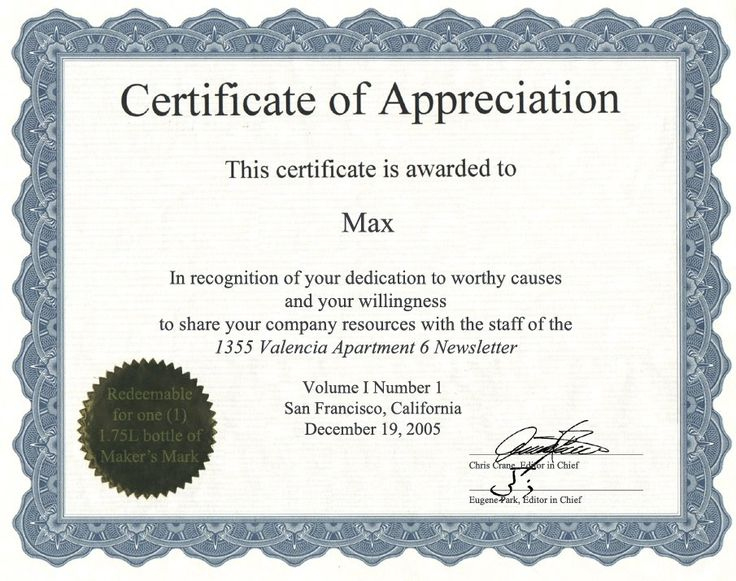 Certificate of Appreciation
This certificate is awarded to
Max
In recognition of your dedication to worthy causes
and your willingness
to share your company resources with the staff of the
1355 Valencia Apartment 6 Newsletter
Volume I Number 1
San Francisco, California
December 19, 2005
Redeemable
for one (1)
1.75L bottle of
Maker's Mark
Chris Crane, Editor in Chief
Eugene Park, Editor in Chief